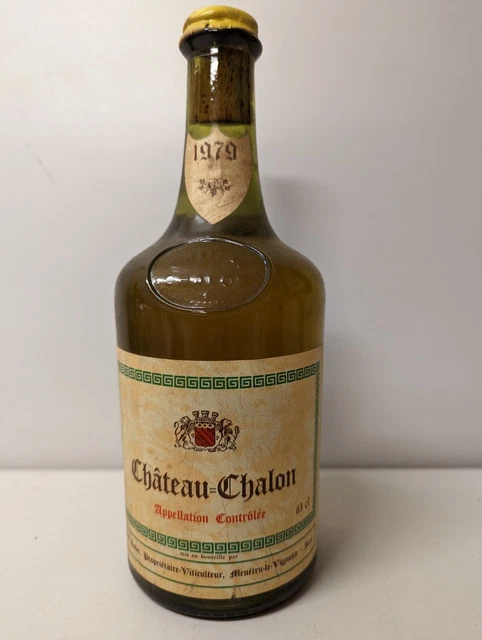 1979
Château-Chalon
Appellation Contrôlée
63 cl
mis en bouteille par
Propriétaire-Viticulteur, Menétru-le-Vignoble